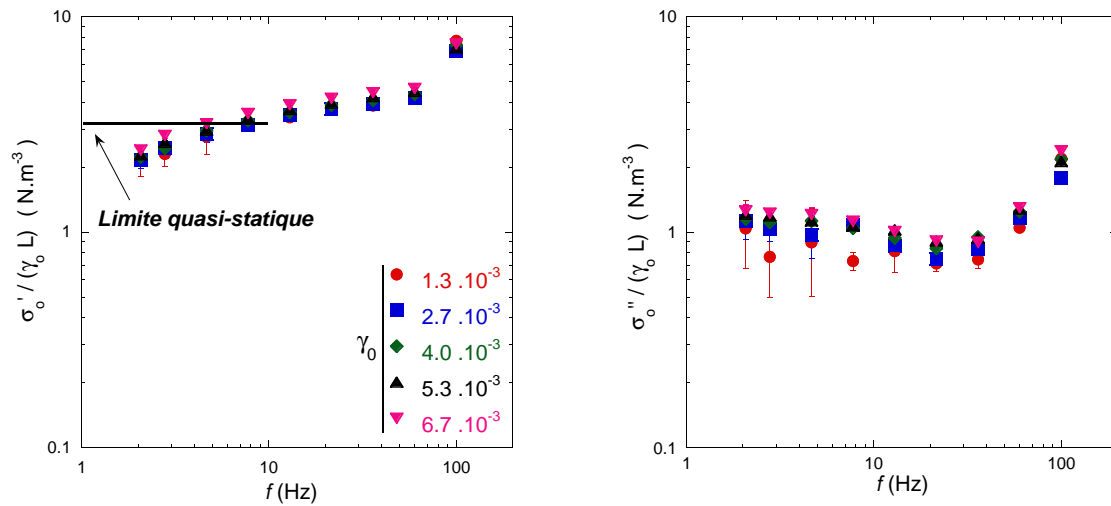 10
1
0.1
σₒ' / (γₒ L) ( N.m⁻³ )
Limite quasi-statique
γ₀
1.3 .10⁻³
2.7 .10⁻³
4.0 .10⁻³
5.3 .10⁻³
6.7 .10⁻³
1 10 100
f (Hz)
10
1
0.1
σₒ'' / (γₒ L) ( N.m⁻³ )
1 10 100
f (Hz)